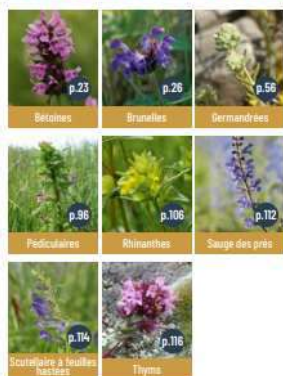 p.23
Bétoines
p.26
Brunelles
p.56
Germandrées
p.96
Pédiculaires
p.106
Rhinanthes
p.112
Sauge des prés
p.114
Scutellaire à feuilles
hastées
p.116
Thyms